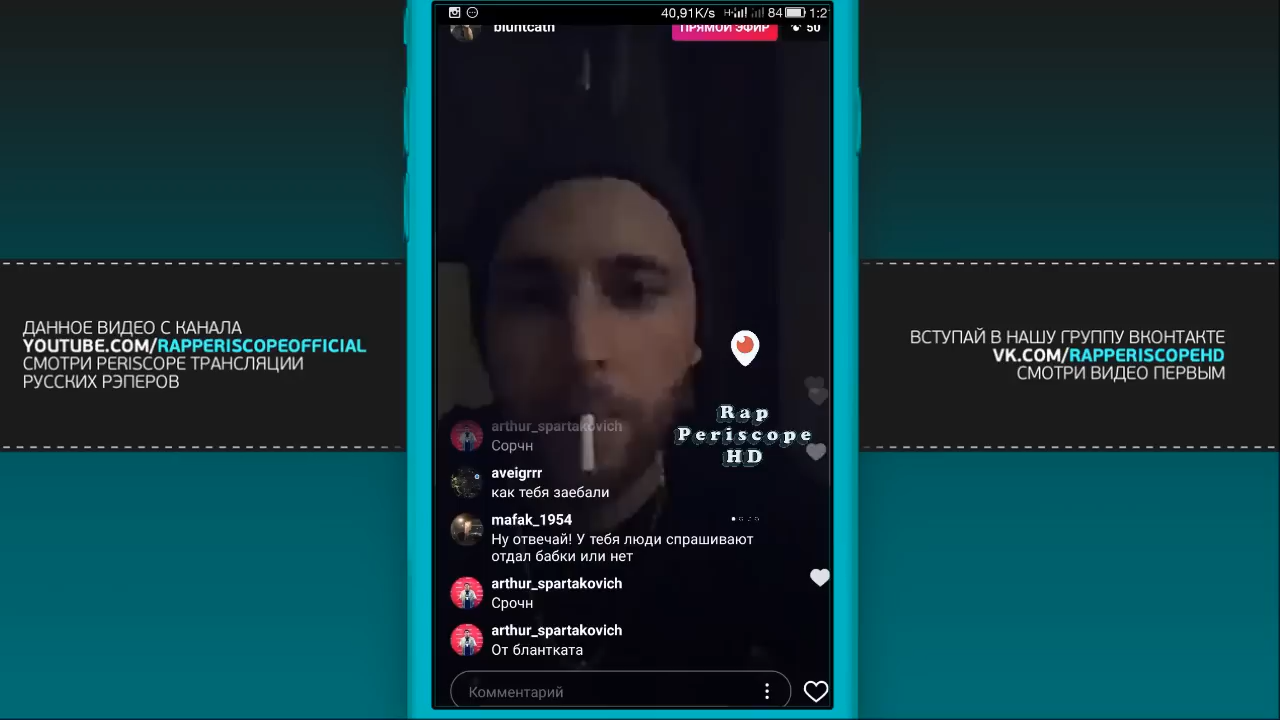 40,91K/s H 84 1:2
bluntcath ПРЯМОЙ ЭФИР 50
ДАННОЕ ВИДЕО С КАНАЛА
YOUTUBE.COM/RAPPERISCOPEOFFICIAL
СМОТРИ PERISCOPE ТРАНСЛЯЦИИ
РУССКИХ РЭПЕРОВ
ВСТУПАЙ В НАШУ ГРУППУ ВКОНТАКТЕ
VK.COM/RAPPERISCOPEHD
СМОТРИ ВИДЕО ПЕРВЫМ
Rap
Periscope
HD
arthur_spartakovich
Сорчн
aveigrrr
как тебя заебали
mafak_1954
Ну отвечай! У тебя люди спрашивают
отдал бабки или нет
arthur_spartakovich
Срочн
arthur_spartakovich
От блантката
Комментарий